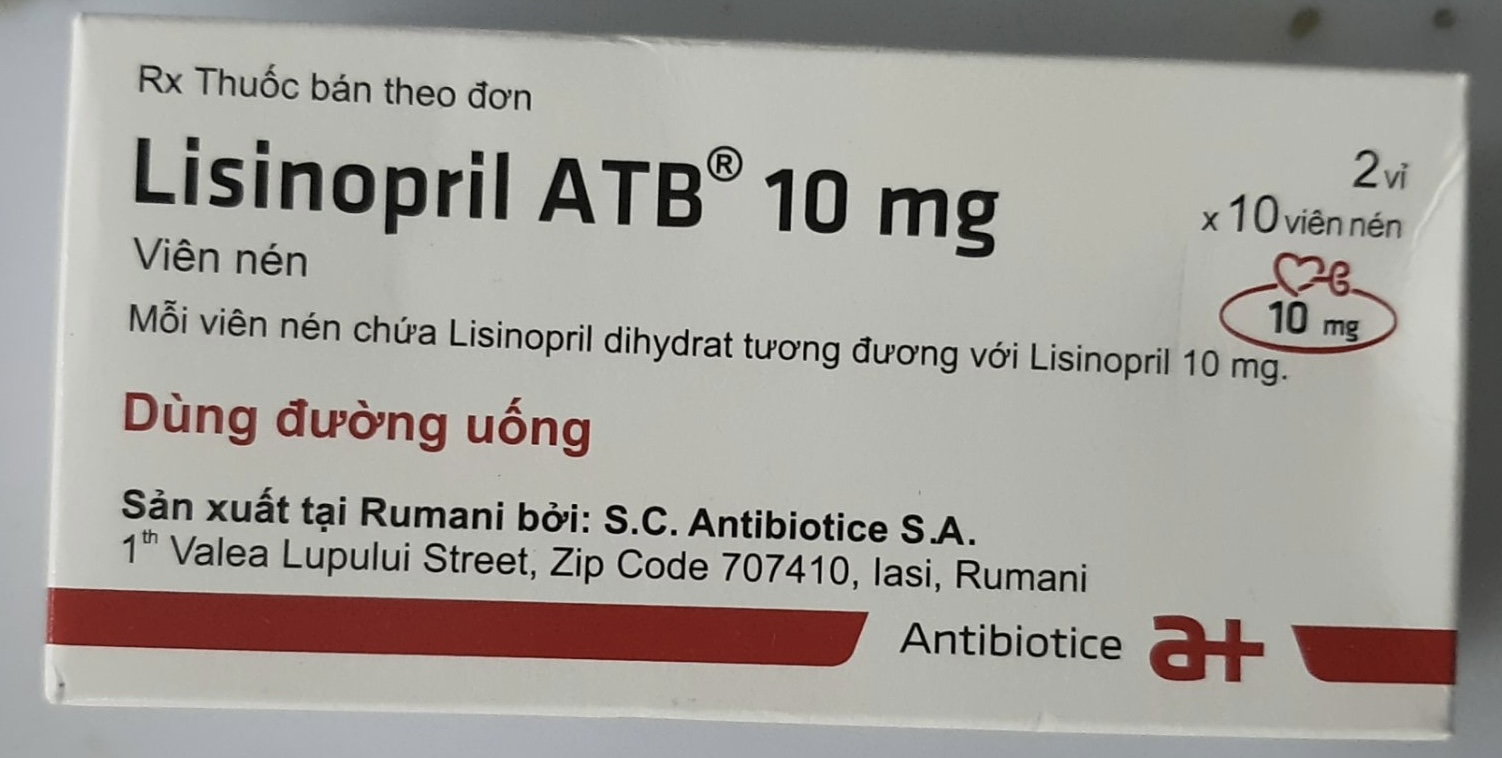 Rx Thuốc bán theo đơn
Lisinopril ATB® 10 mg
2 vỉ
x 10 viên nén
Viên nén
10 mg
Mỗi viên nén chứa Lisinopril dihydrat tương đương với Lisinopril 10 mg.
Dùng đường uống
Sản xuất tại Rumani bởi: S.C. Antibiotice S.A.
1th Valea Lupului Street, Zip Code 707410, Iasi, Rumani
Antibiotice a+